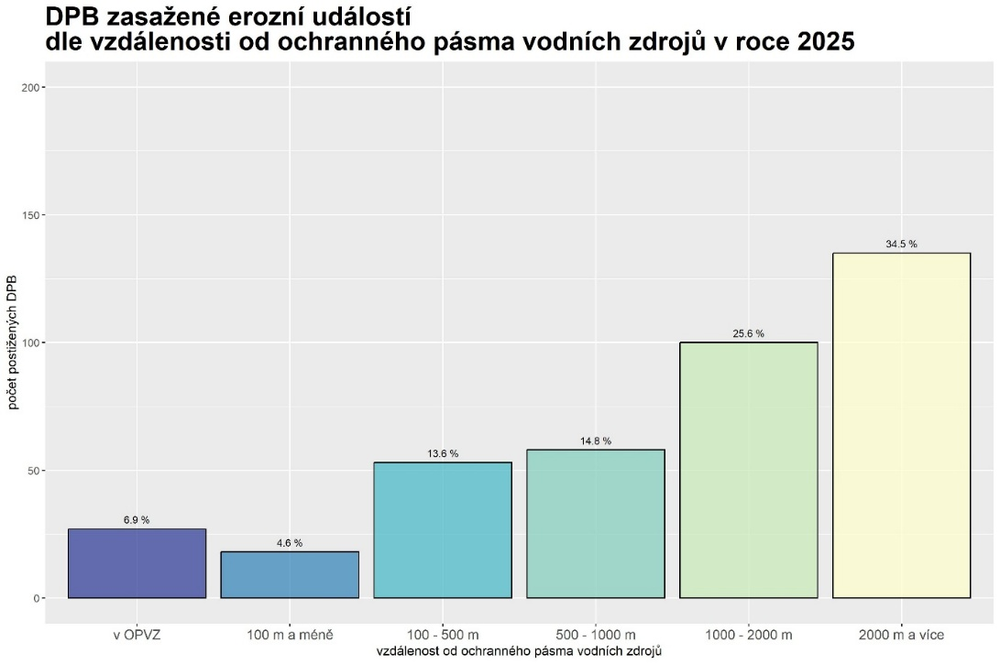 DPB zasažené erozní událostí
dle vzdálenosti od ochranného pásma vodních zdrojů v roce 2025
200
150
100
50
0
počet postižených DPB
6.9 %
4.6 %
13.6 %
14.8 %
25.6 %
34.5 %
v OPVZ
100 m a méně
100 - 500 m
500 - 1000 m
1000 - 2000 m
2000 m a více
vzdálenost od ochranného pásma vodních zdrojů